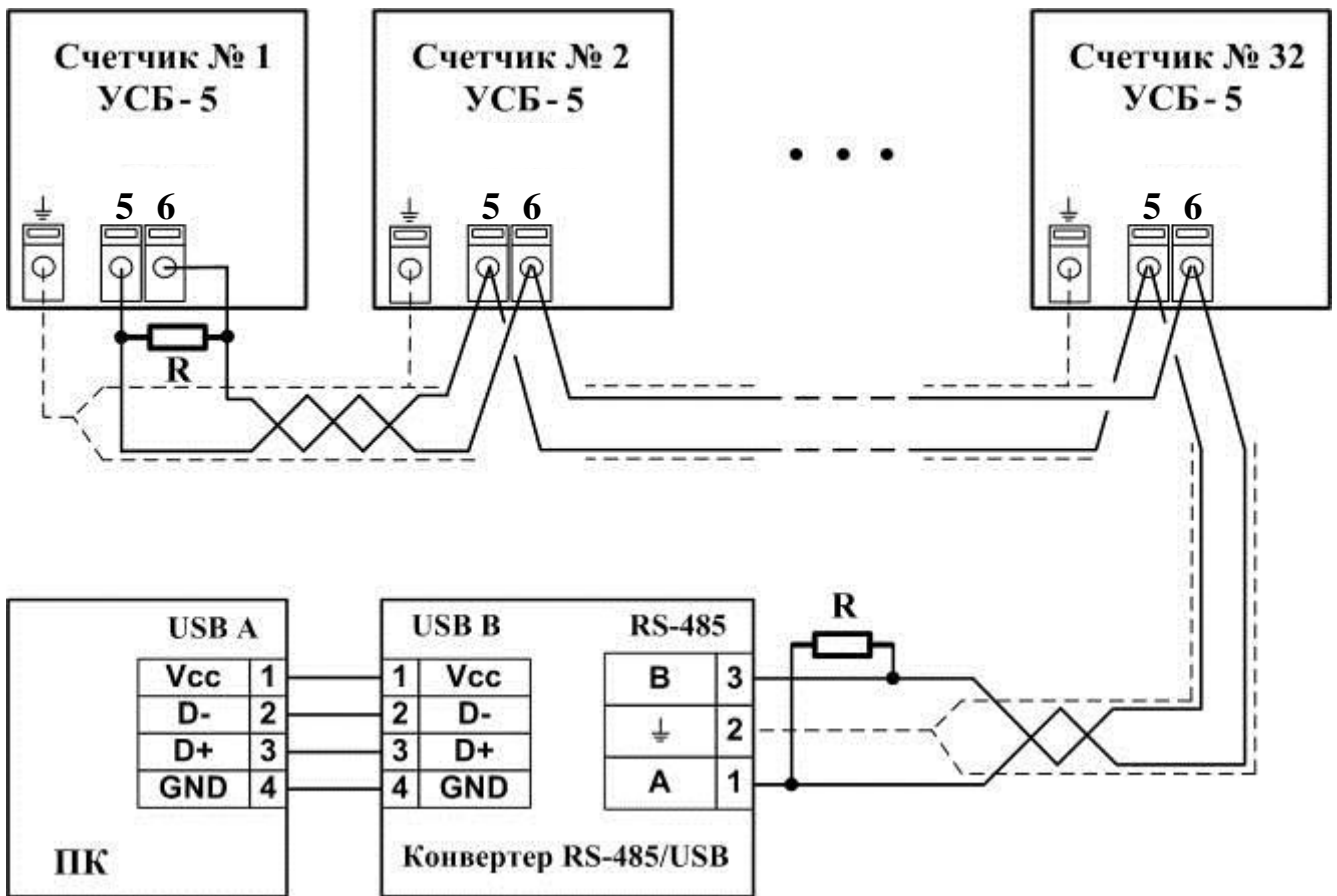 Счетчик № 1
УСБ - 5
Счетчик № 2
УСБ - 5
Счетчик № 32
УСБ - 5
5 6
5 6
5 6
R
R
USB A
Vcc 1
D- 2
D+ 3
GND 4
ПК
USB B
1 Vcc
2 D-
3 D+
4 GND
RS-485
B 3
2
A 1
Конвертер RS-485/USB